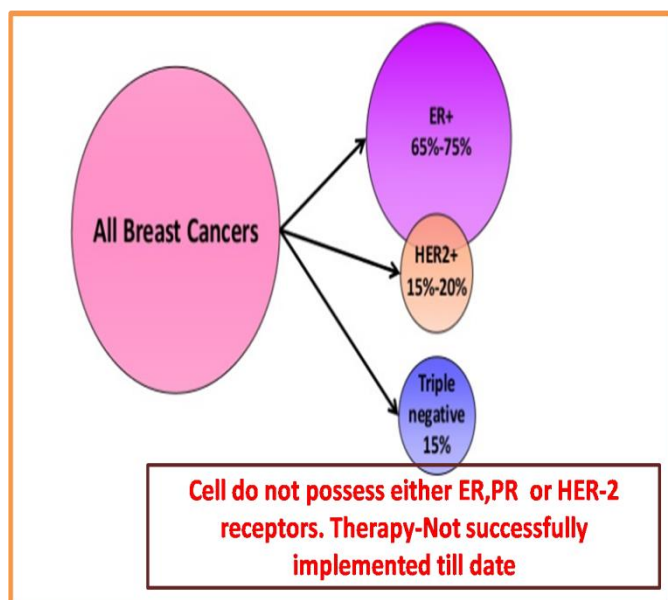 All Breast Cancers
ER+
65%-75%
HER2+
15%-20%
Triple
negative
15%
Cell do not possess either ER,PR or HER-2
receptors. Therapy-Not successfully
implemented till date